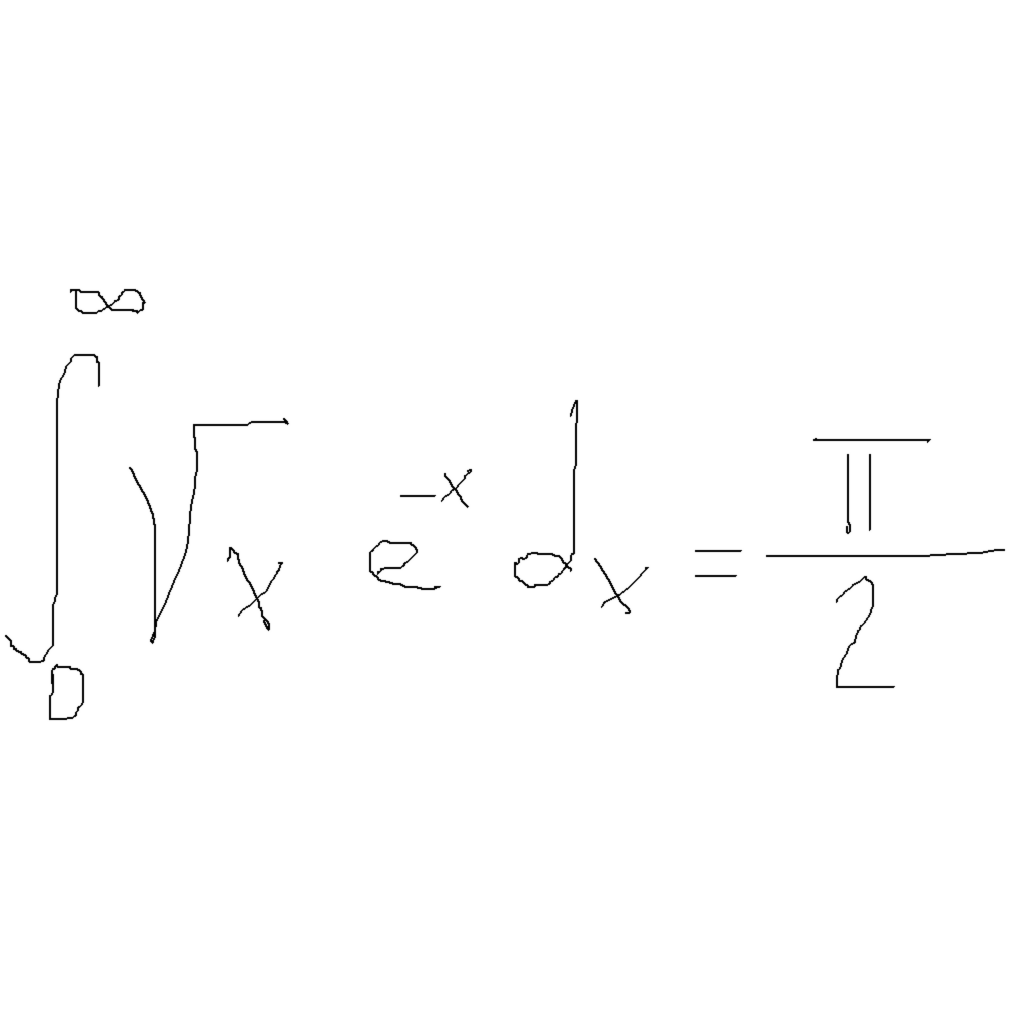 ∫₀^∞ √x e^(-x) dx = π/2